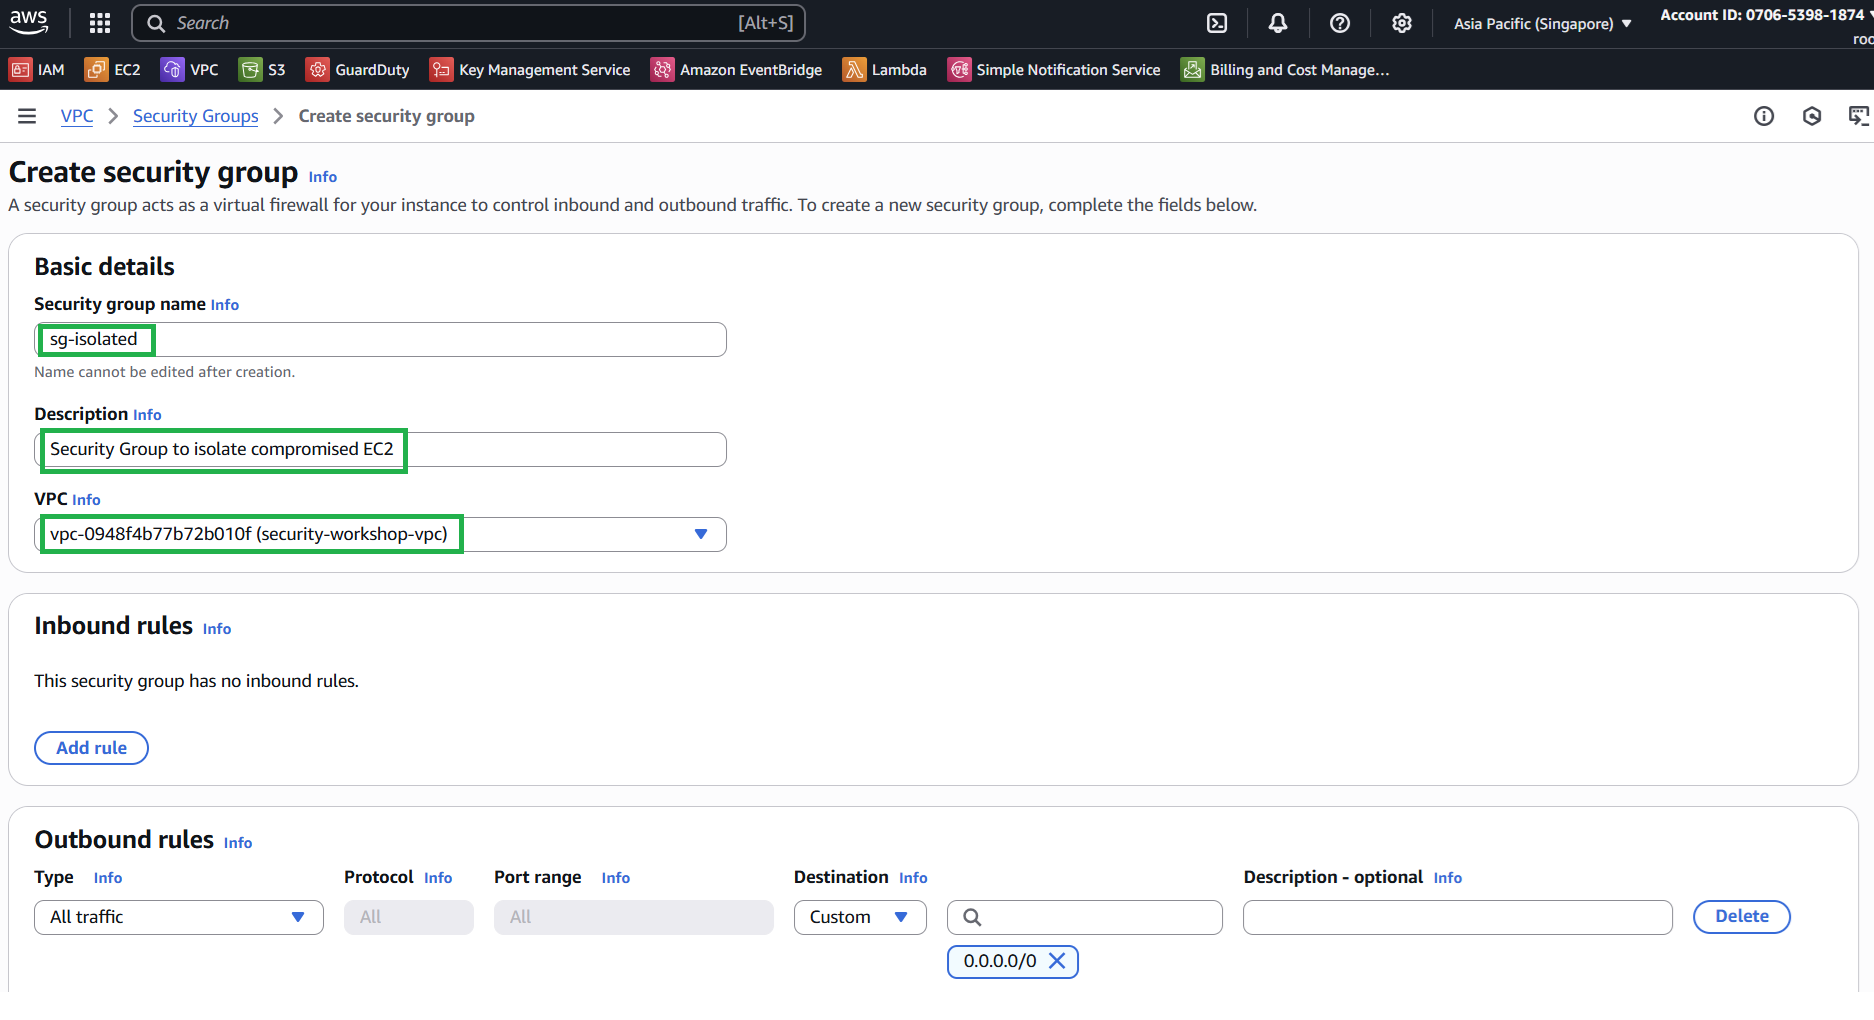 aws
Search [Alt+S] Asia Pacific (Singapore) Account ID: 0706-5398-1874
IAM EC2 VPC S3 GuardDuty Key Management Service Amazon EventBridge Lambda Simple Notification Service Billing and Cost Manage...
VPC Security Groups Create security group
Create security group Info
A security group acts as a virtual firewall for your instance to control inbound and outbound traffic. To create a new security group, complete the fields below.
Basic details
Security group name Info
sg-isolated
Name cannot be edited after creation.
Description Info
Security Group to isolate compromised EC2
VPC Info
vpc-0948f4b77b72b010f (security-workshop-vpc)
Inbound rules Info
This security group has no inbound rules.
Add rule
Outbound rules Info
Type Info Protocol Info Port range Info Destination Info Description - optional Info
All traffic All All Custom Delete
0.0.0.0/0